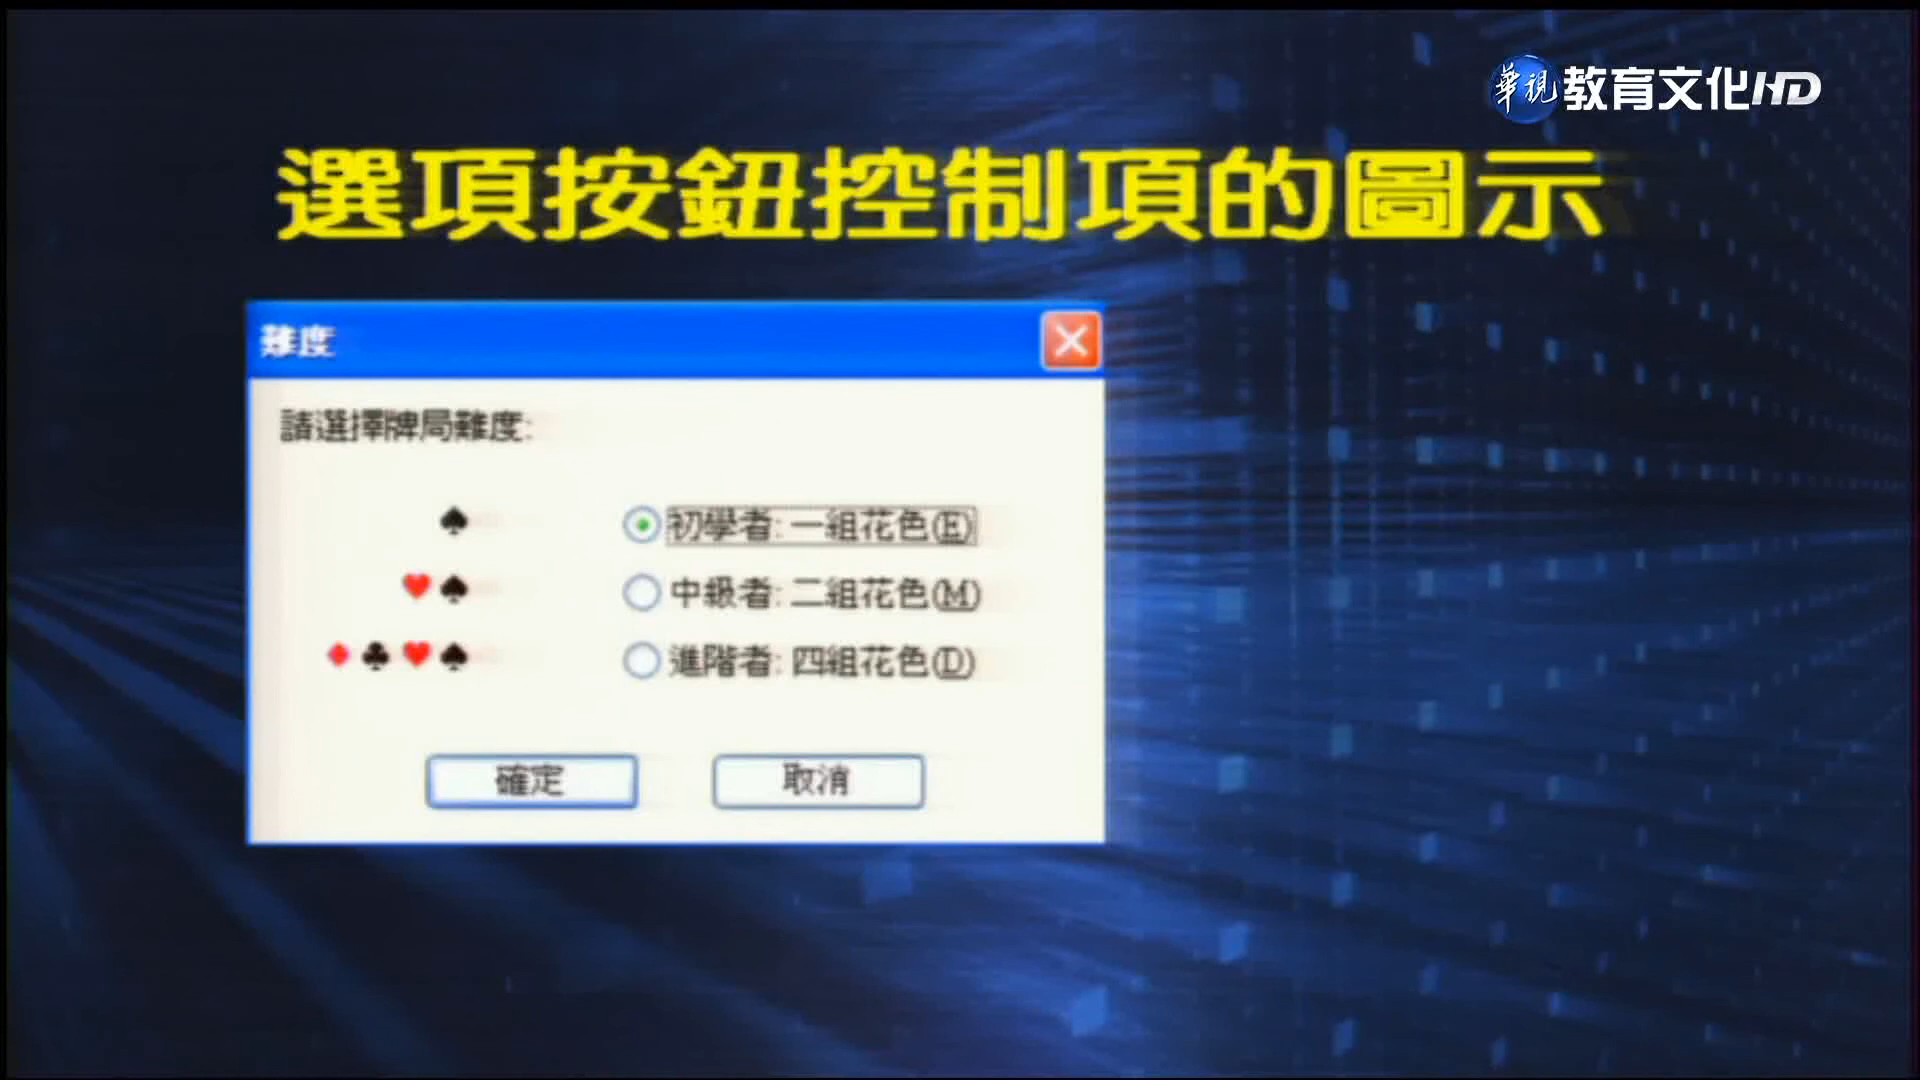 華視 教育文化HD
選項按鈕控制項的圖示
難度
請選擇牌局難度:
初學者: 一組花色(E)
中級者: 二組花色(M)
進階者: 四組花色(D)
確定
取消